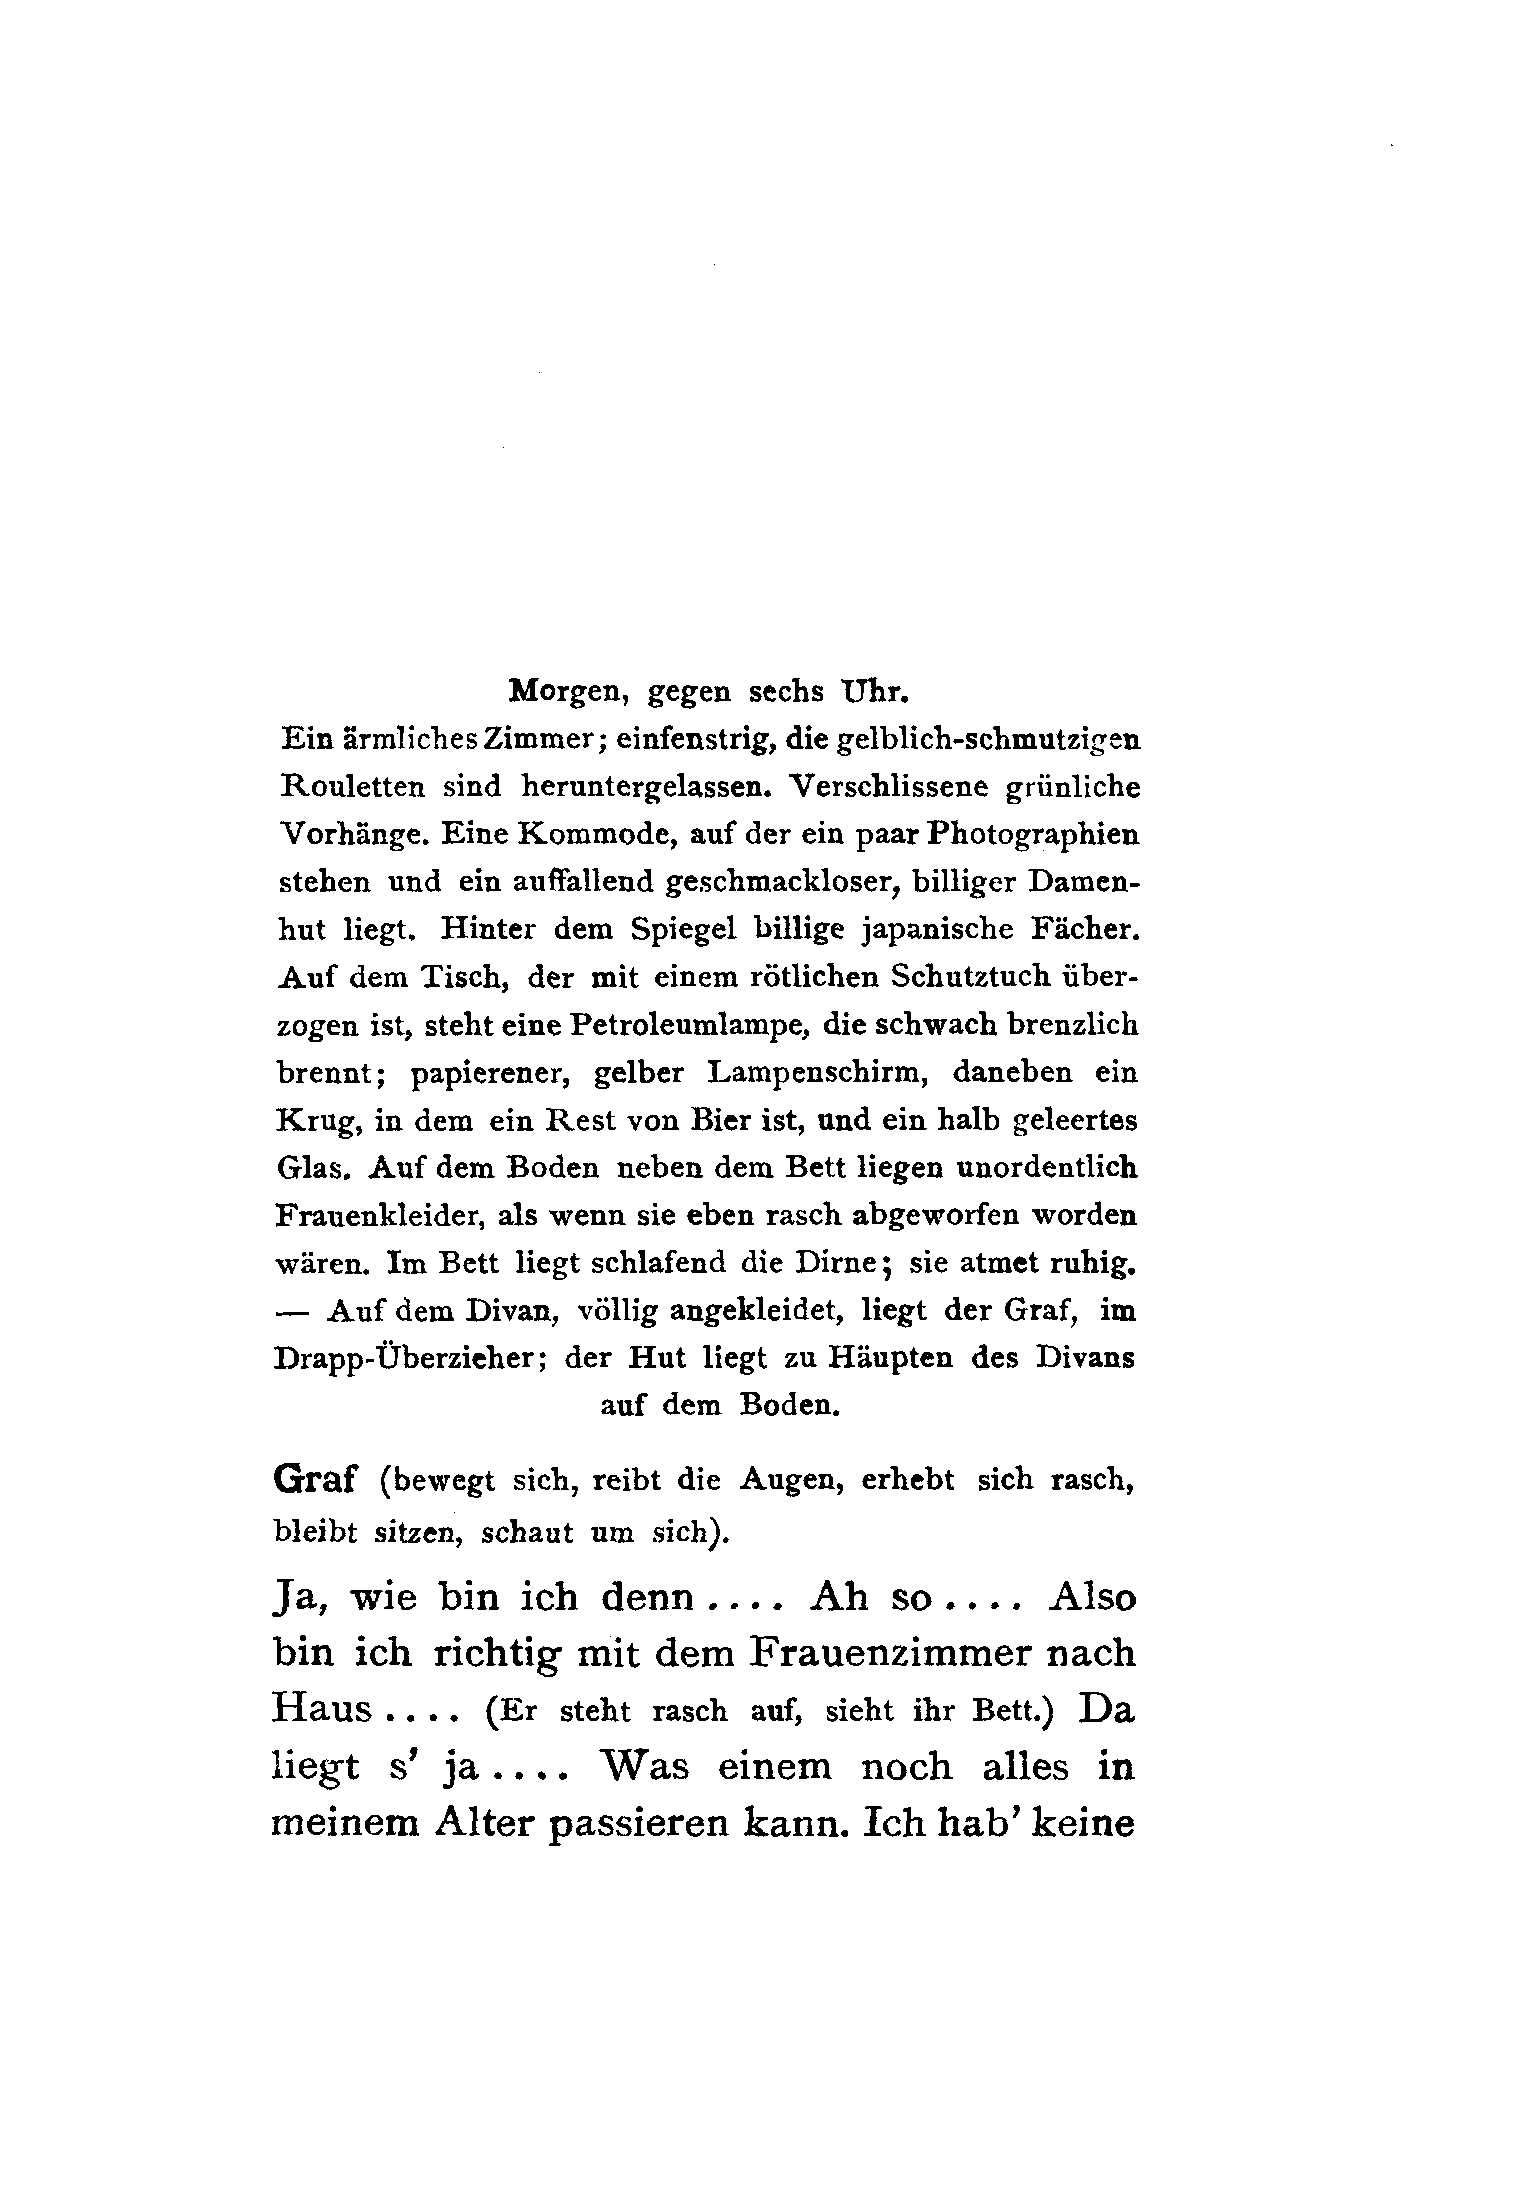 Morgen, gegen sechs Uhr.
Ein ärmliches Zimmer; einfenstrig, die gelblich-schmutzigen
Rouletten sind heruntergelassen. Verschlissene grünliche
Vorhänge. Eine Kommode, auf der ein paar Photographien
stehen und ein auffallend geschmackloser, billiger Damen-
hut liegt. Hinter dem Spiegel billige japanische Fächer.
Auf dem Tisch, der mit einem rötlichen Schutztuch über-
zogen ist, steht eine Petroleumlampe, die schwach brenzlich
brennt; papierener, gelber Lampenschirm, daneben ein
Krug, in dem ein Rest von Bier ist, und ein halb geleertes
Glas. Auf dem Boden neben dem Bett liegen unordentlich
Frauenkleider, als wenn sie eben rasch abgeworfen worden
wären. Im Bett liegt schlafend die Dirne; sie atmet ruhig.
— Auf dem Divan, völlig angekleidet, liegt der Graf, im
Drapp-Überzieher; der Hut liegt zu Häupten des Divans
auf dem Boden.
Graf (bewegt sich, reibt die Augen, erhebt sich rasch,
bleibt sitzen, schaut um sich).
Ja, wie bin ich denn .... Ah so .... Also
bin ich richtig mit dem Frauenzimmer nach
Haus .... (Er steht rasch auf, sieht ihr Bett.) Da
liegt s' ja .... Was einem noch alles in
meinem Alter passieren kann. Ich hab' keine